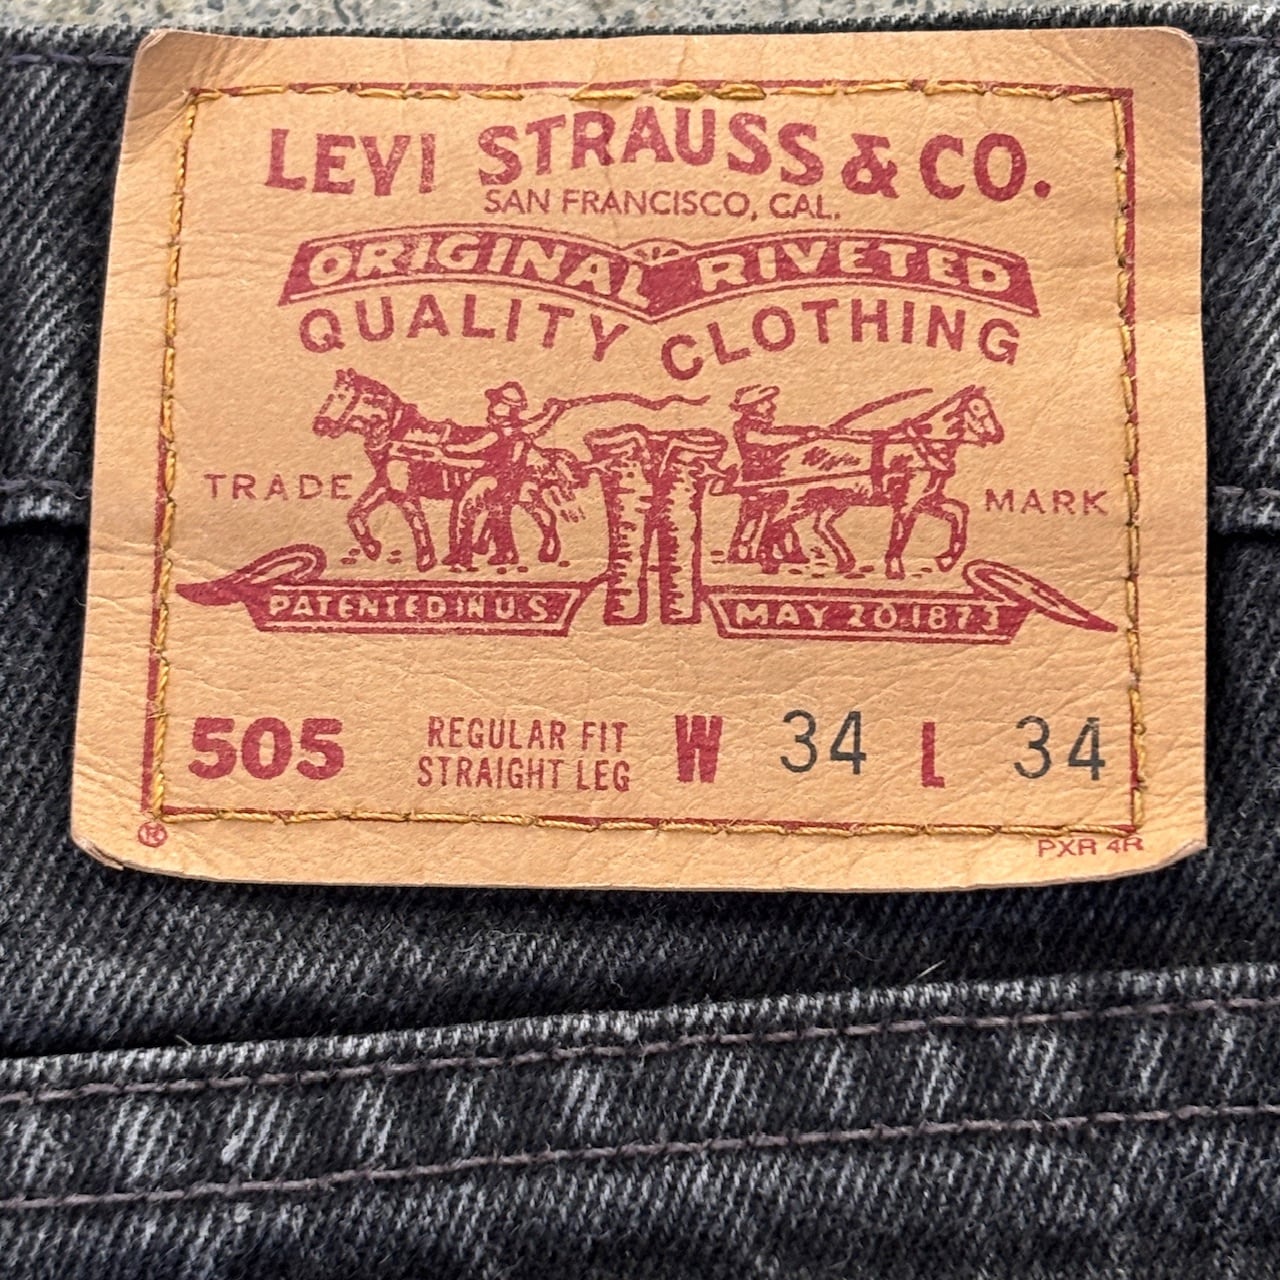 LEVI STRAUSS & CO.
SAN FRANCISCO, CAL.
ORIGINAL RIVETED
QUALITY CLOTHING
TRADE MARK
PATENTED IN U.S. MAY 20 1873
505 REGULAR FIT STRAIGHT LEG W 34 L 34
® PXR 4R